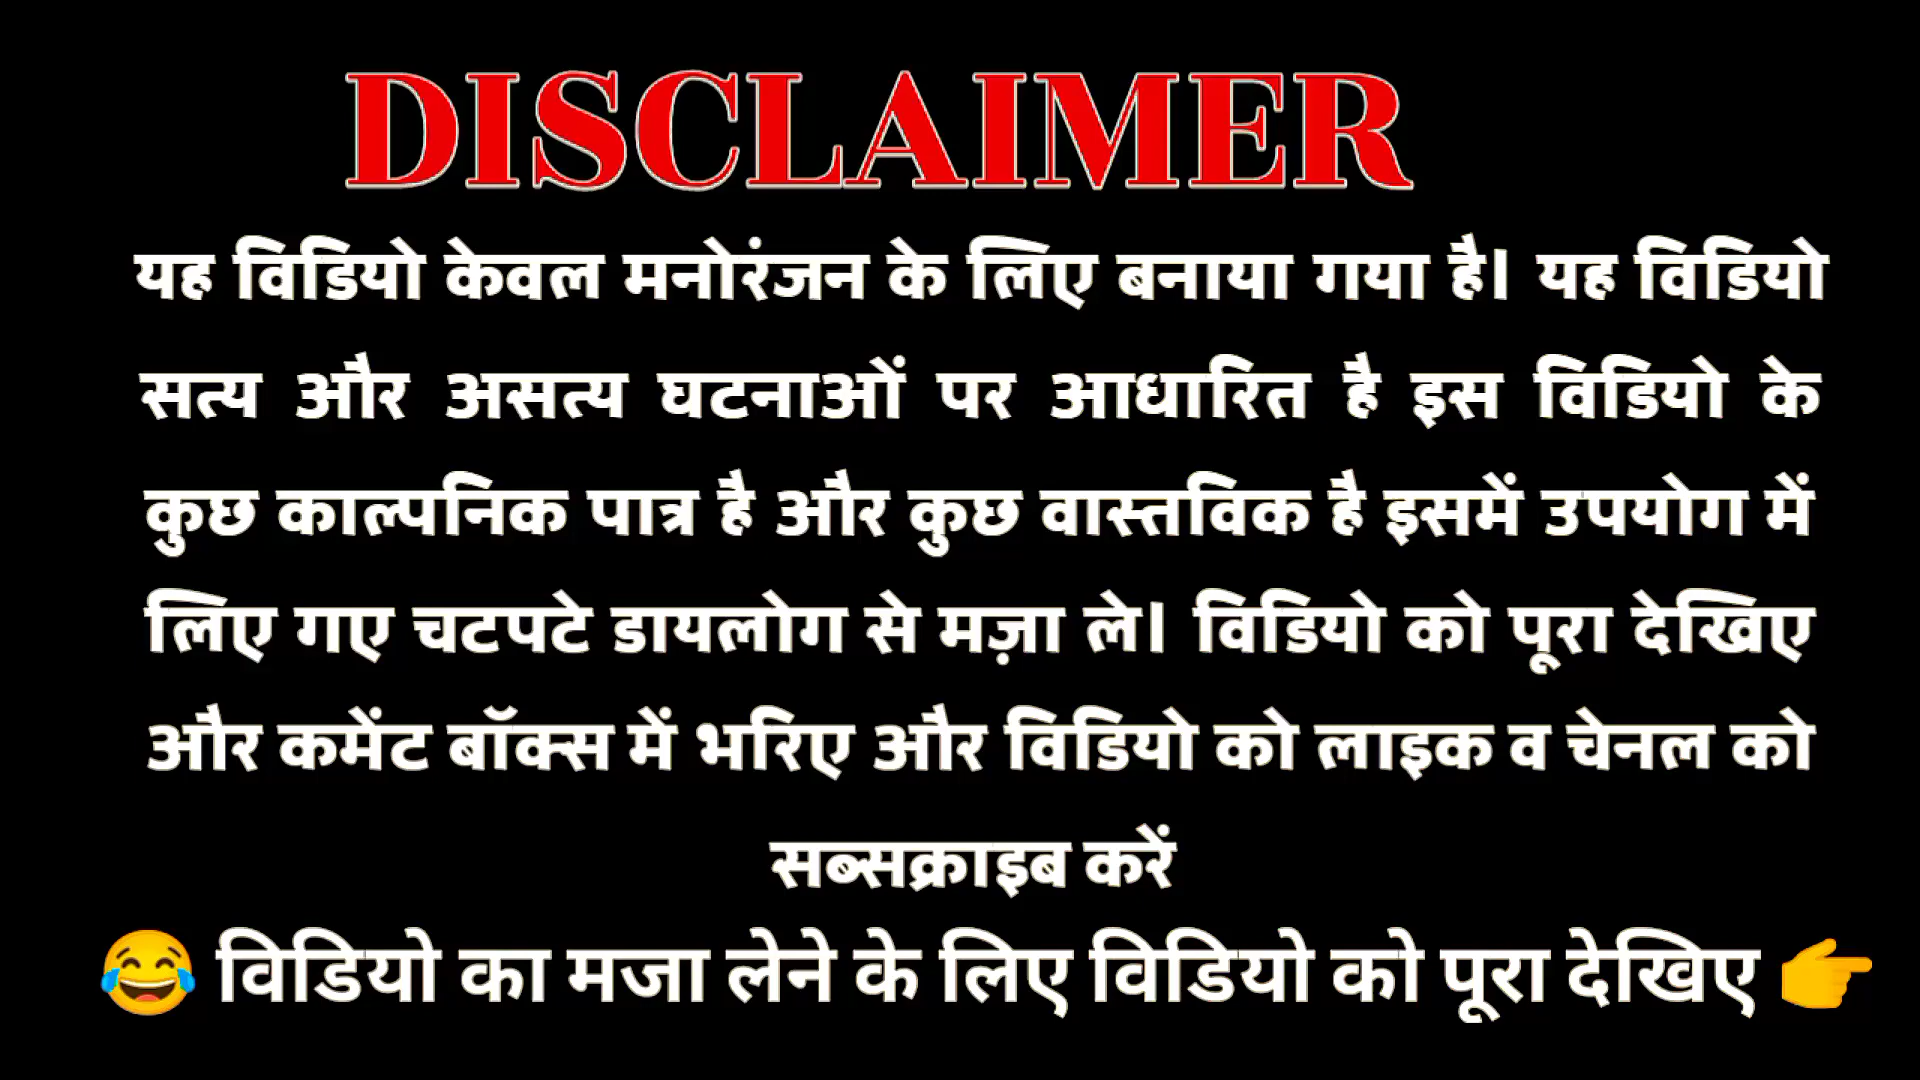 DISCLAIMER
यह विडियो केवल मनोरंजन के लिए बनाया गया है। यह विडियो
सत्य और असत्य घटनाओं पर आधारित है इस विडियो के
कुछ काल्पनिक पात्र है और कुछ वास्तविक है इसमें उपयोग में
लिए गए चटपटे डायलोग से मज़ा ले। विडियो को पूरा देखिए
और कमेंट बॉक्स में भरिए और विडियो को लाइक व चेनल को
सब्सक्राइब करें
😂 विडियो का मजा लेने के लिए विडियो को पूरा देखिए 👉